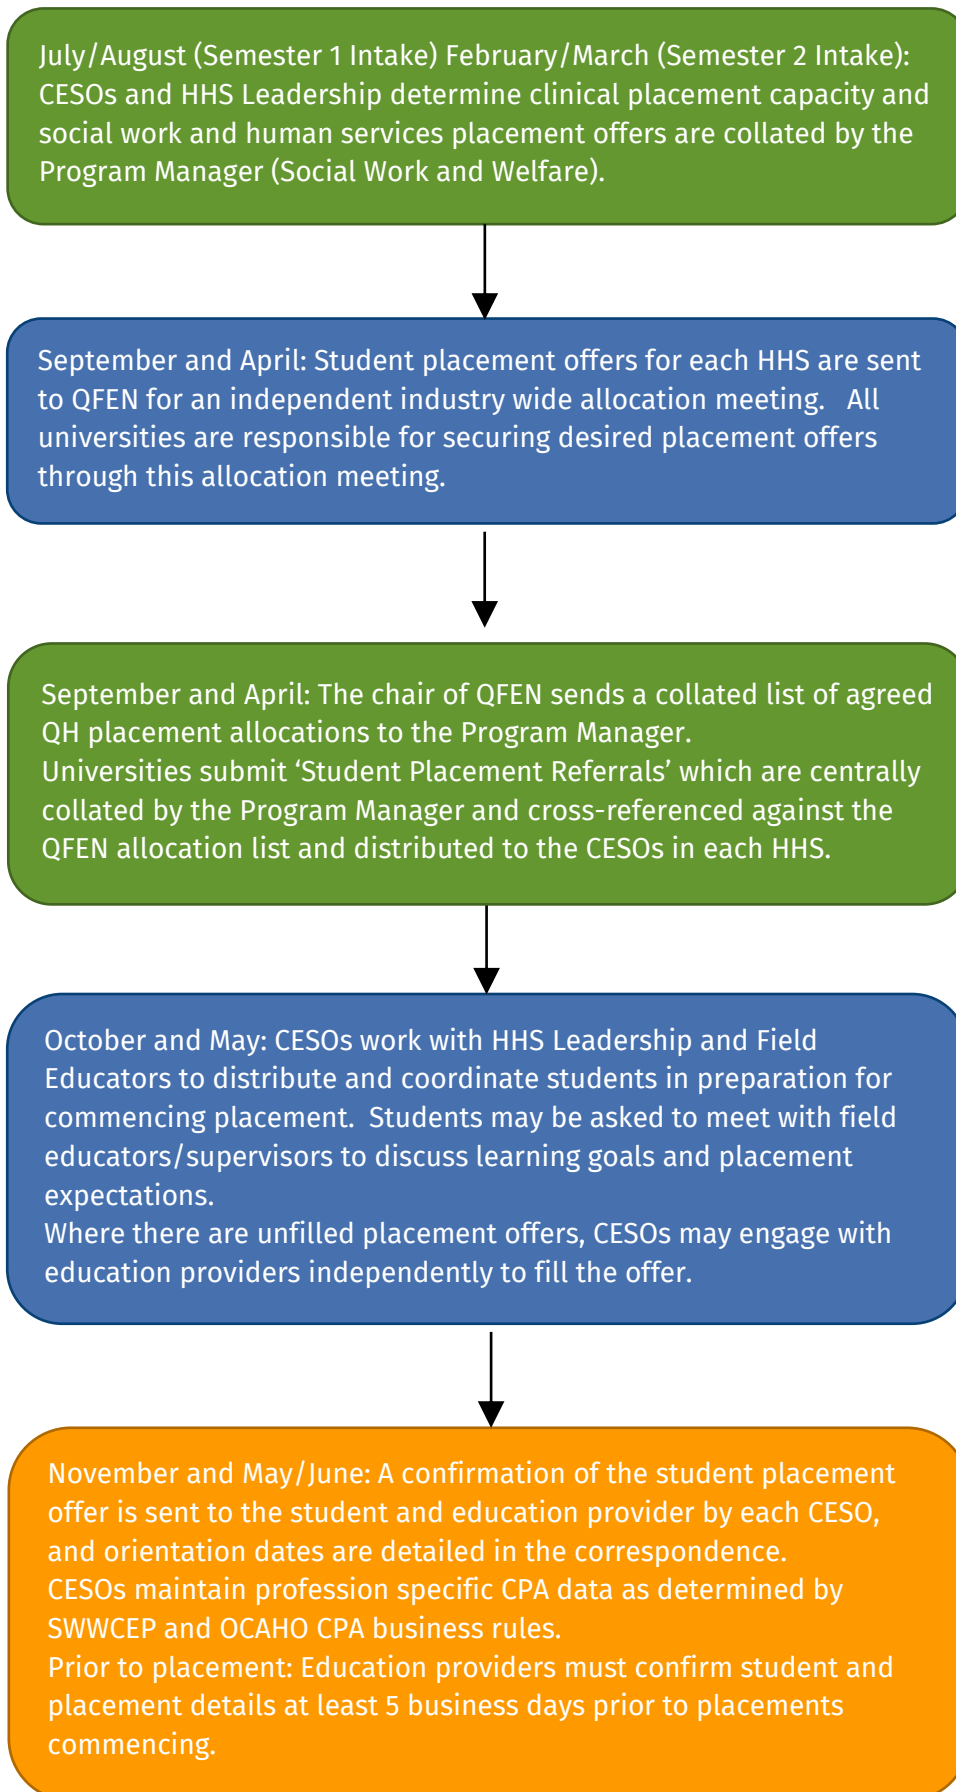 July/August (Semester 1 Intake) February/March (Semester 2 Intake):
CESOs and HHS Leadership determine clinical placement capacity and
social work and human services placement offers are collated by the
Program Manager (Social Work and Welfare).
September and April: Student placement offers for each HHS are sent
to QFEN for an independent industry wide allocation meeting.   All
universities are responsible for securing desired placement offers
through this allocation meeting.
September and April: The chair of QFEN sends a collated list of agreed
QH placement allocations to the Program Manager.
Universities submit ‘Student Placement Referrals’ which are centrally
collated by the Program Manager and cross-referenced against the
QFEN allocation list and distributed to the CESOs in each HHS.
October and May: CESOs work with HHS Leadership and Field
Educators to distribute and coordinate students in preparation for
commencing placement.  Students may be asked to meet with field
educators/supervisors to discuss learning goals and placement
expectations.
Where there are unfilled placement offers, CESOs may engage with
education providers independently to fill the offer.
November and May/June: A confirmation of the student placement
offer is sent to the student and education provider by each CESO,
and orientation dates are detailed in the correspondence.
CESOs maintain profession specific CPA data as determined by
SWWCEP and OCAHO CPA business rules.
Prior to placement: Education providers must confirm student and
placement details at least 5 business days prior to placements
commencing.